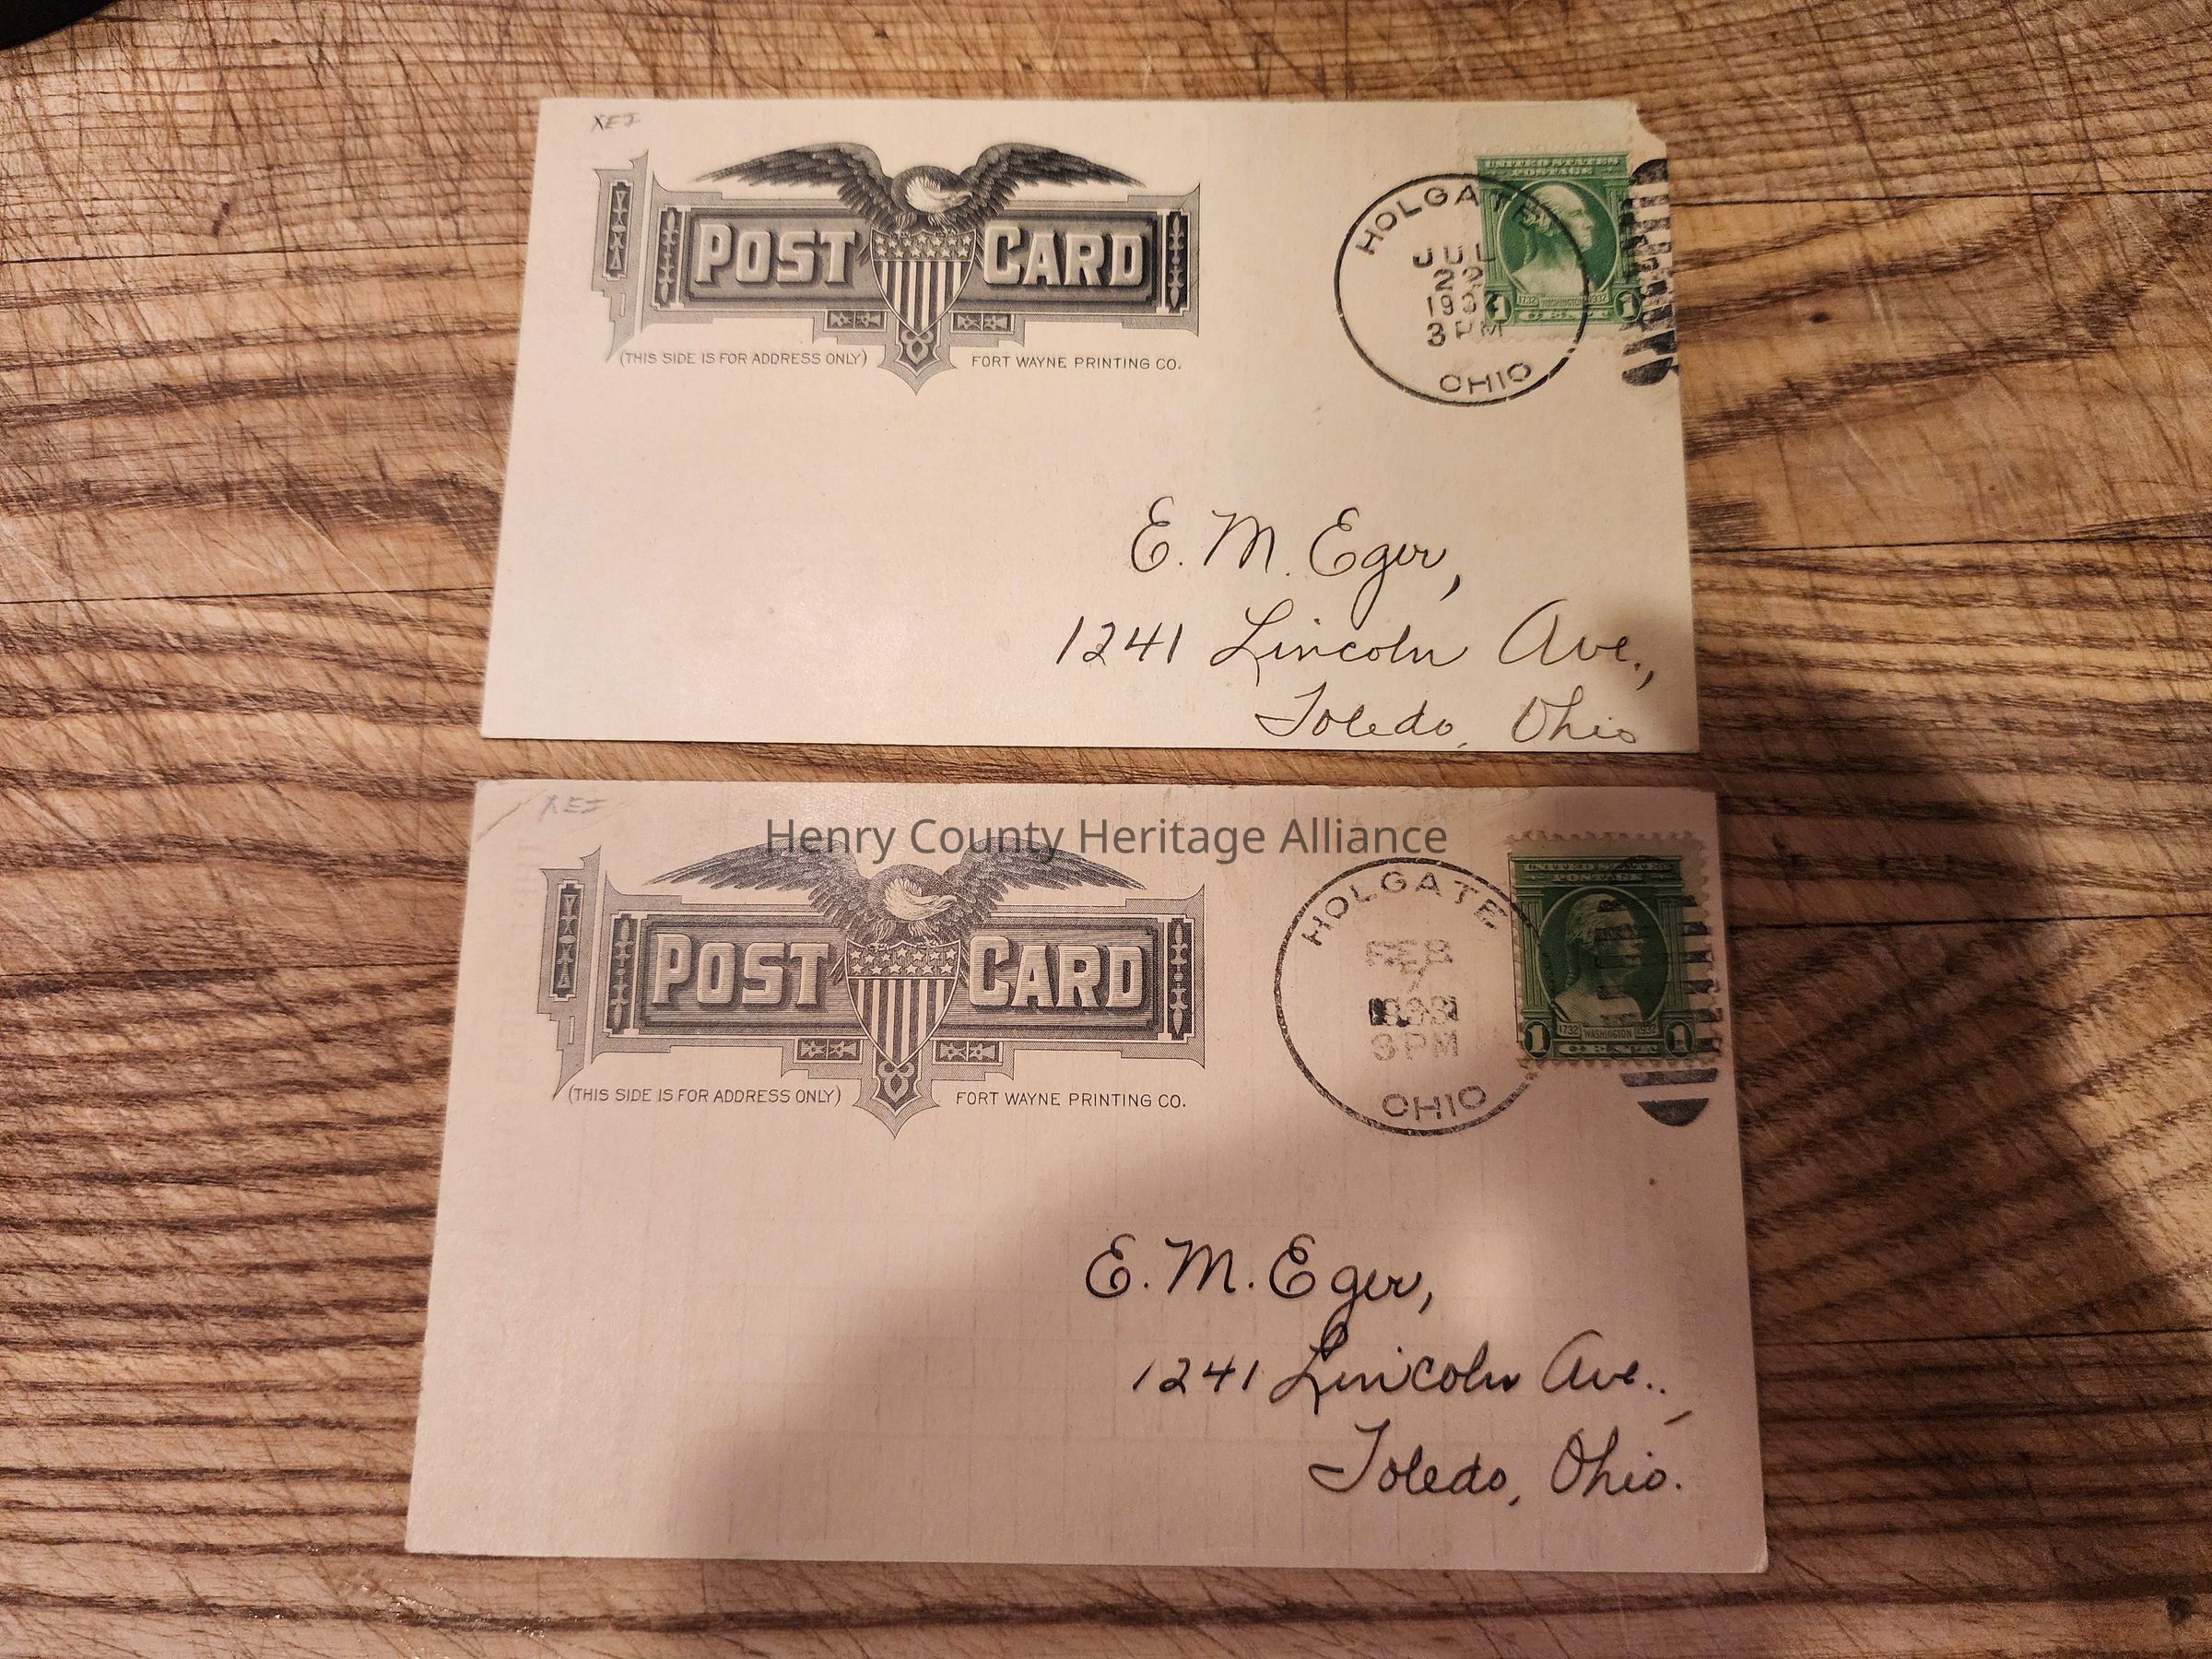 XEJ
POST CARD
(THIS SIDE IS FOR ADDRESS ONLY) FORT WAYNE PRINTING CO.
HOLGATE
JUL
3 PM
OHIO
UNITED STATES
POSTAGE
1732 WASHINGTON 1932
1 CENT 1
E. M. Eger,
1241 Lincoln Ave.,
Toledo, Ohio
Henry County Heritage Alliance
POST CARD
(THIS SIDE IS FOR ADDRESS ONLY) FORT WAYNE PRINTING CO.
HOLGATE
FEB
7
3 PM
OHIO
UNITED STATES
POSTAGE
1732 WASHINGTON 1932
1 CENT 1
E. M. Eger,
1241 Lincoln Ave.,
Toledo, Ohio.